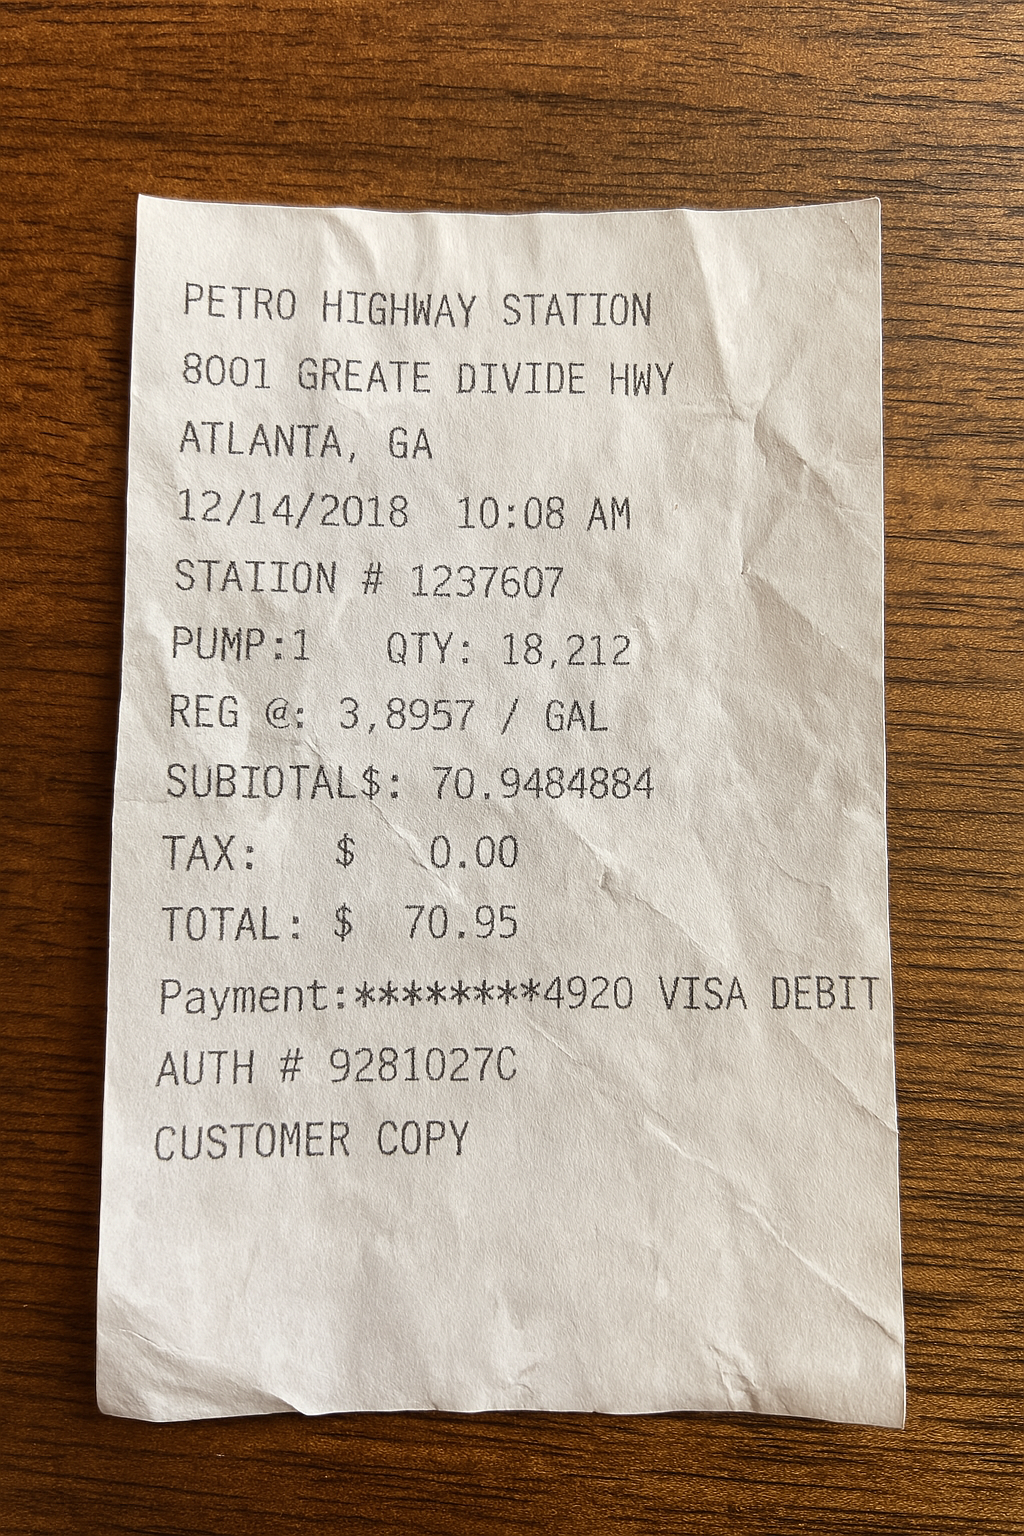 PETRO HIGHWAY STATION
8001 GREATE DIVIDE HWY
ATLANTA, GA
12/14/2018 10:08 AM
STAIION # 1237607
PUMP:1 QTY: 18,212
REG @: 3,8957 / GAL
SUBIOTAL$: 70.9484884
TAX: $ 0.00
TOTAL: $ 70.95
Payment:********4920 VISA DEBIT
AUTH # 9281027C
CUSTOMER COPY